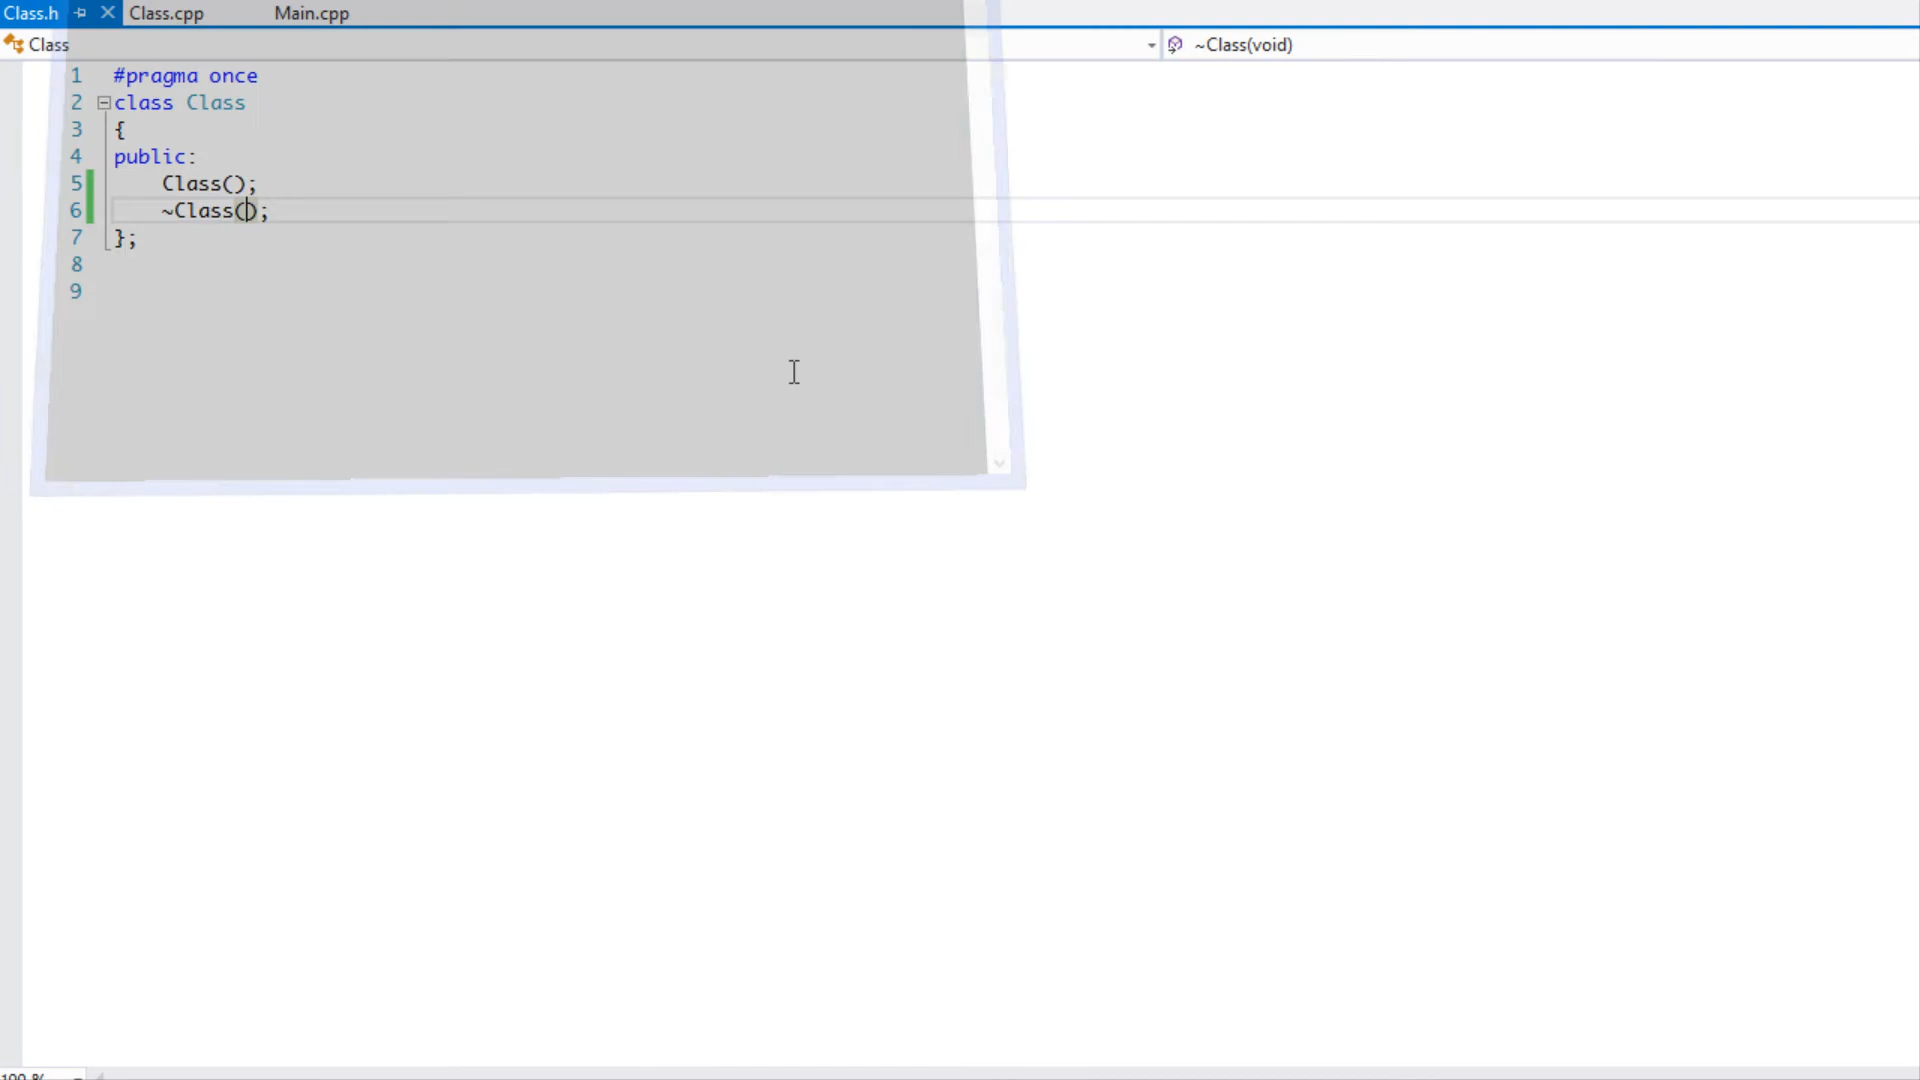 Class.h Class.cpp Main.cpp
Class ~Class(void)
1 #pragma once
2 class Class
3 {
4 public:
5 Class();
6 ~Class();
7 };
8
9
100 %